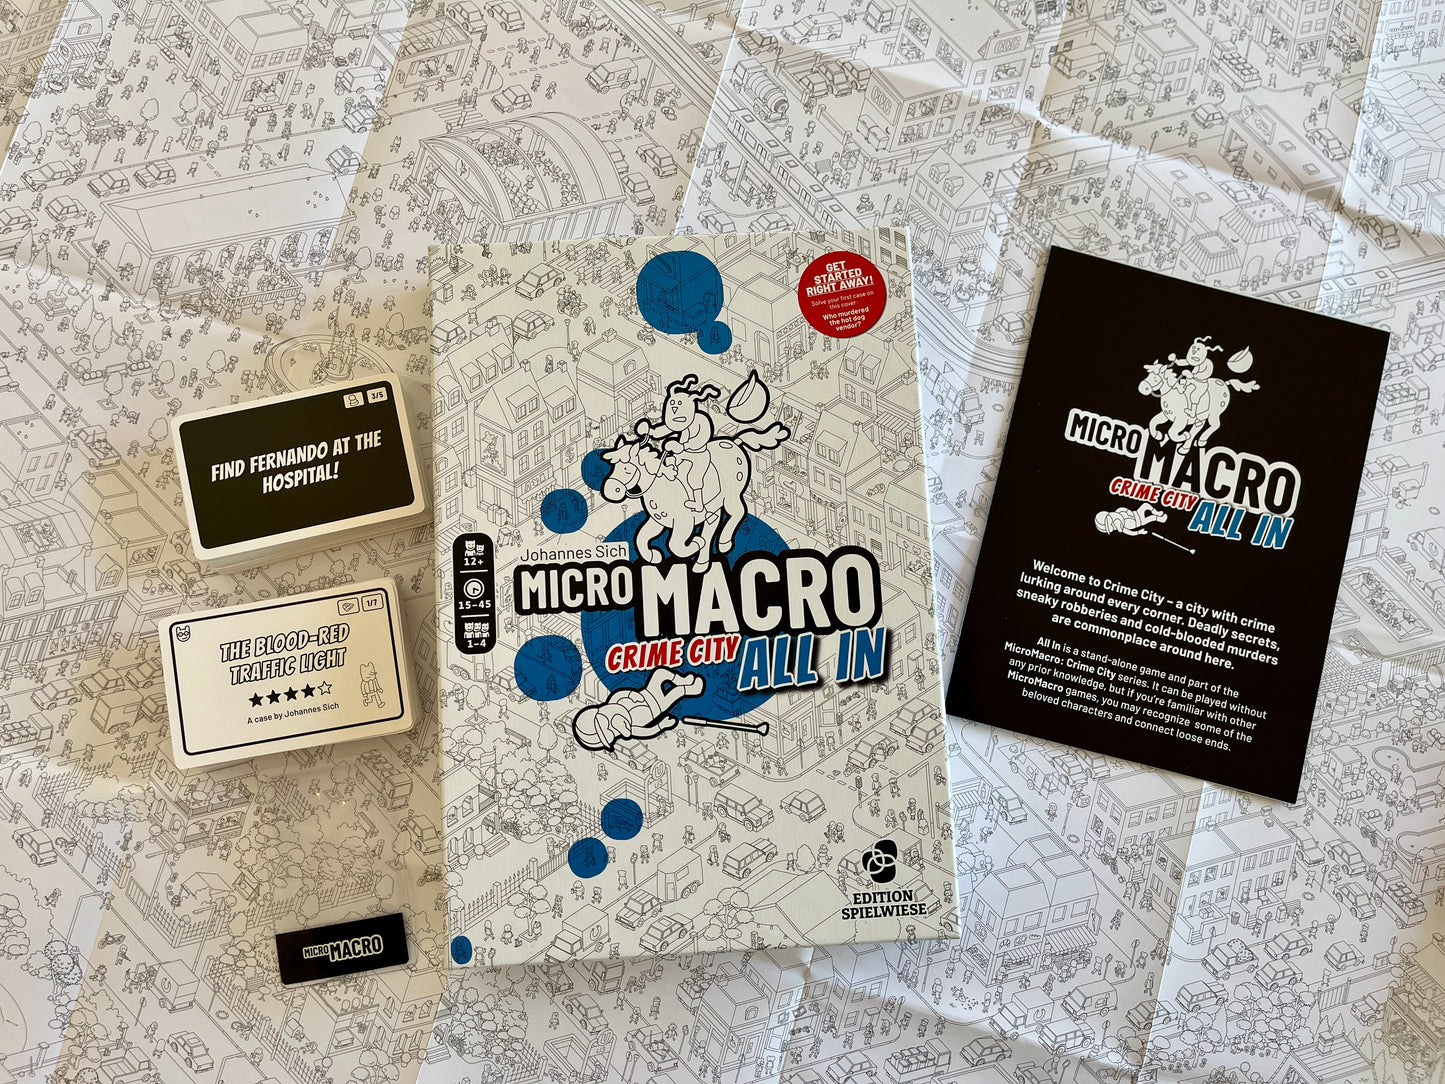 3/5
FIND FERNANDO AT THE
HOSPITAL!
1/7
THE BLOOD-RED
TRAFFIC LIGHT
A case by Johannes Sich
MICRO MACRO
GET
STARTED
RIGHT AWAY!
Solve your first case on
this cover:
Who murdered
the hot dog
vendor?
12+
15–45
1–4
Johannes Sich
MICRO MACRO
CRIME CITY ALL IN
EDITION
SPIELWIESE
MICRO MACRO
CRIME CITY ALL IN
Welcome to Crime City – a city with crime
lurking around every corner. Deadly secrets,
sneaky robberies and cold-blooded murders
are commonplace around here.
All In is a stand-alone game and part of the
MicroMacro: Crime City series. It can be played without
any prior knowledge, but if you're familiar with other
MicroMacro games, you may recognize some of the
beloved characters and connect loose ends.